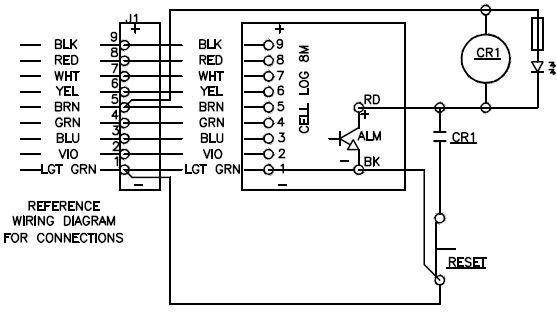 J1
+
9 BLK BLK 9
8 RED RED 8
7 WHT WHT 7
6 YEL YEL 6
5 BRN BRN 5
4 GRN GRN 4
3 BLU BLU 3
2 VIO VIO 2
1 LGT GRN LGT GRN 1
−
+
−
CELL LOG 8M
RD
+
ALM
−
BK
CR1
CR1
RESET
REFERENCE
WIRING DIAGRAM
FOR CONNECTIONS